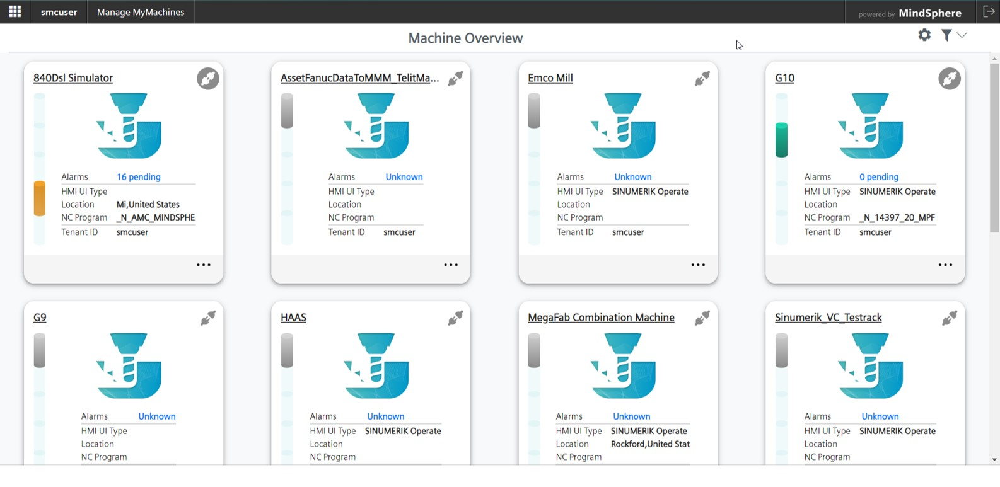 smcuser Manage MyMachines powered by MindSphere
Machine Overview
840Dsl Simulator
Alarms 16 pending
HMI UI Type
Location Mi,United States
NC Program _N_AMC_MINDSPHE
Tenant ID smcuser
AssetFanucDataToMMM_TelitMa...
Alarms Unknown
HMI UI Type
Location
NC Program
Tenant ID smcuser
Emco Mill
Alarms Unknown
HMI UI Type SINUMERIK Operate
Location
NC Program
Tenant ID smcuser
G10
Alarms 0 pending
HMI UI Type SINUMERIK Operate
Location
NC Program _N_14397_20_MPF
Tenant ID smcuser
G9
Alarms Unknown
HMI UI Type
Location
NC Program
HAAS
Alarms Unknown
HMI UI Type SINUMERIK Operate
Location
NC Program
MegaFab Combination Machine
Alarms Unknown
HMI UI Type SINUMERIK Operate
Location Rockford,United Stat
NC Program
Sinumerik_VC_Testrack
Alarms Unknown
HMI UI Type SINUMERIK Operate
Location
NC Program